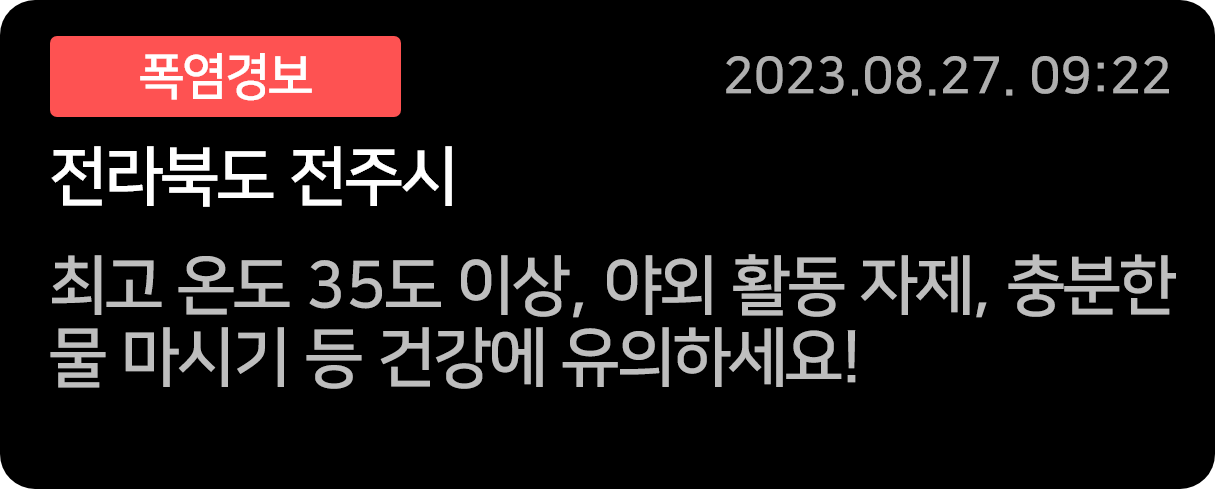 폭염경보
2023.08.27. 09:22
전라북도 전주시
최고 온도 35도 이상, 야외 활동 자제, 충분한
물 마시기 등 건강에 유의하세요!